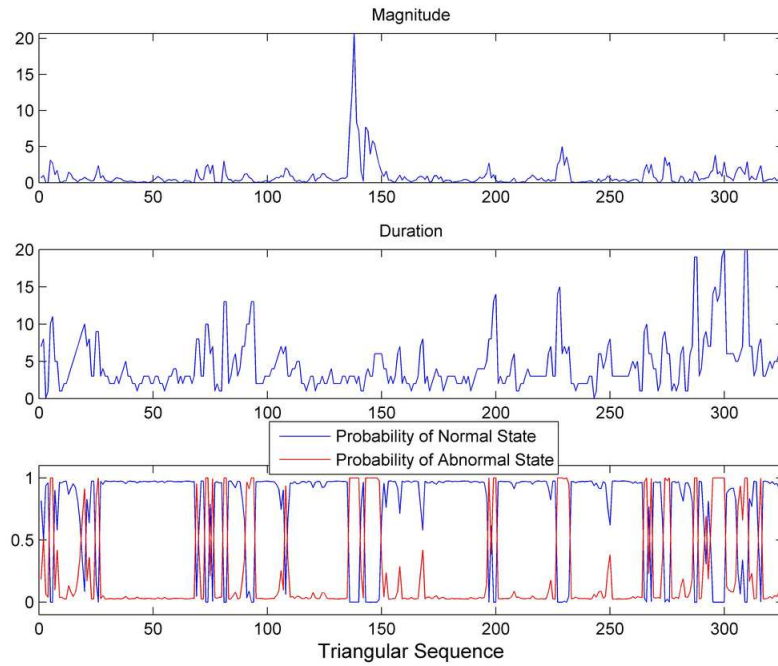 Magnitude
20
15
10
5
0
0 50 100 150 200 250 300
Duration
20
15
10
5
0
0 50 100 150 200 250 300
Probability of Normal State
Probability of Abnormal State
1
0.5
0
0 50 100 150 200 250 300
Triangular Sequence